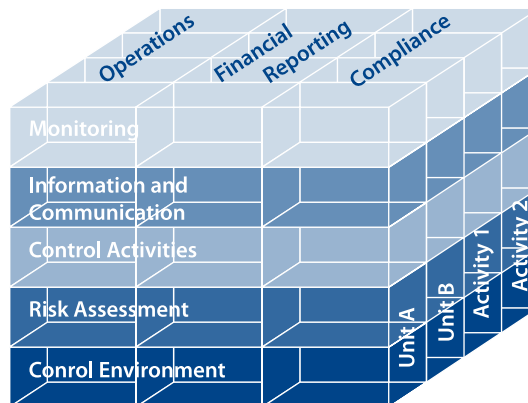 Operations
Financial
Reporting
Compliance
Monitoring
Information and
Communication
Control Activities
Risk Assessment
Conrol Environment
Unit A
Unit B
Activity 1
Activity 2